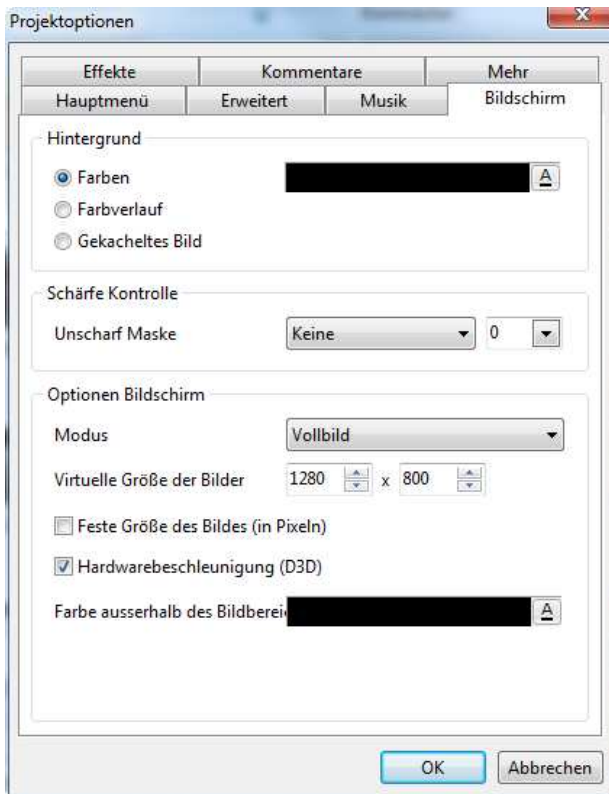 Projektoptionen
Effekte Kommentare Mehr
Hauptmenü Erweitert Musik Bildschirm
Hintergrund
Farben A
Farbverlauf
Gekacheltes Bild
Schärfe Kontrolle
Unscharf Maske Keine 0
Optionen Bildschirm
Modus Vollbild
Virtuelle Größe der Bilder 1280 x 800
Feste Größe des Bildes (in Pixeln)
Hardwarebeschleunigung (D3D)
Farbe ausserhalb des Bildberei A
OK Abbrechen